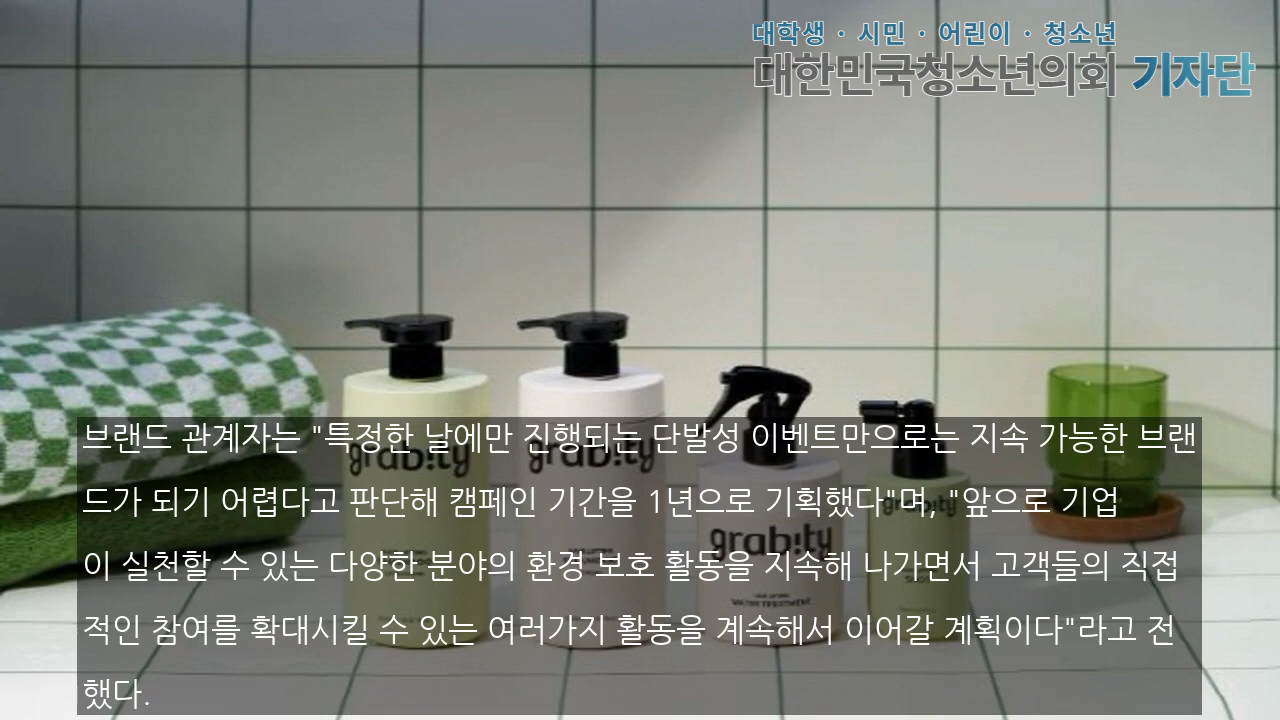 대학생 · 시민 · 어린이 · 청소년
대한민국청소년의회 기자단
브랜드 관계자는 "특정한 날에만 진행되는 단발성 이벤트만으로는 지속 가능한 브랜
드가 되기 어렵다고 판단해 캠페인 기간을 1년으로 기획했다"며, "앞으로 기업
이 실천할 수 있는 다양한 분야의 환경 보호 활동을 지속해 나가면서 고객들의 직접
적인 참여를 확대시킬 수 있는 여러가지 활동을 계속해서 이어갈 계획이다"라고 전
했다.
grab!ty
grab!ty
grab!ty
WATER TREATMENT
grab!ty